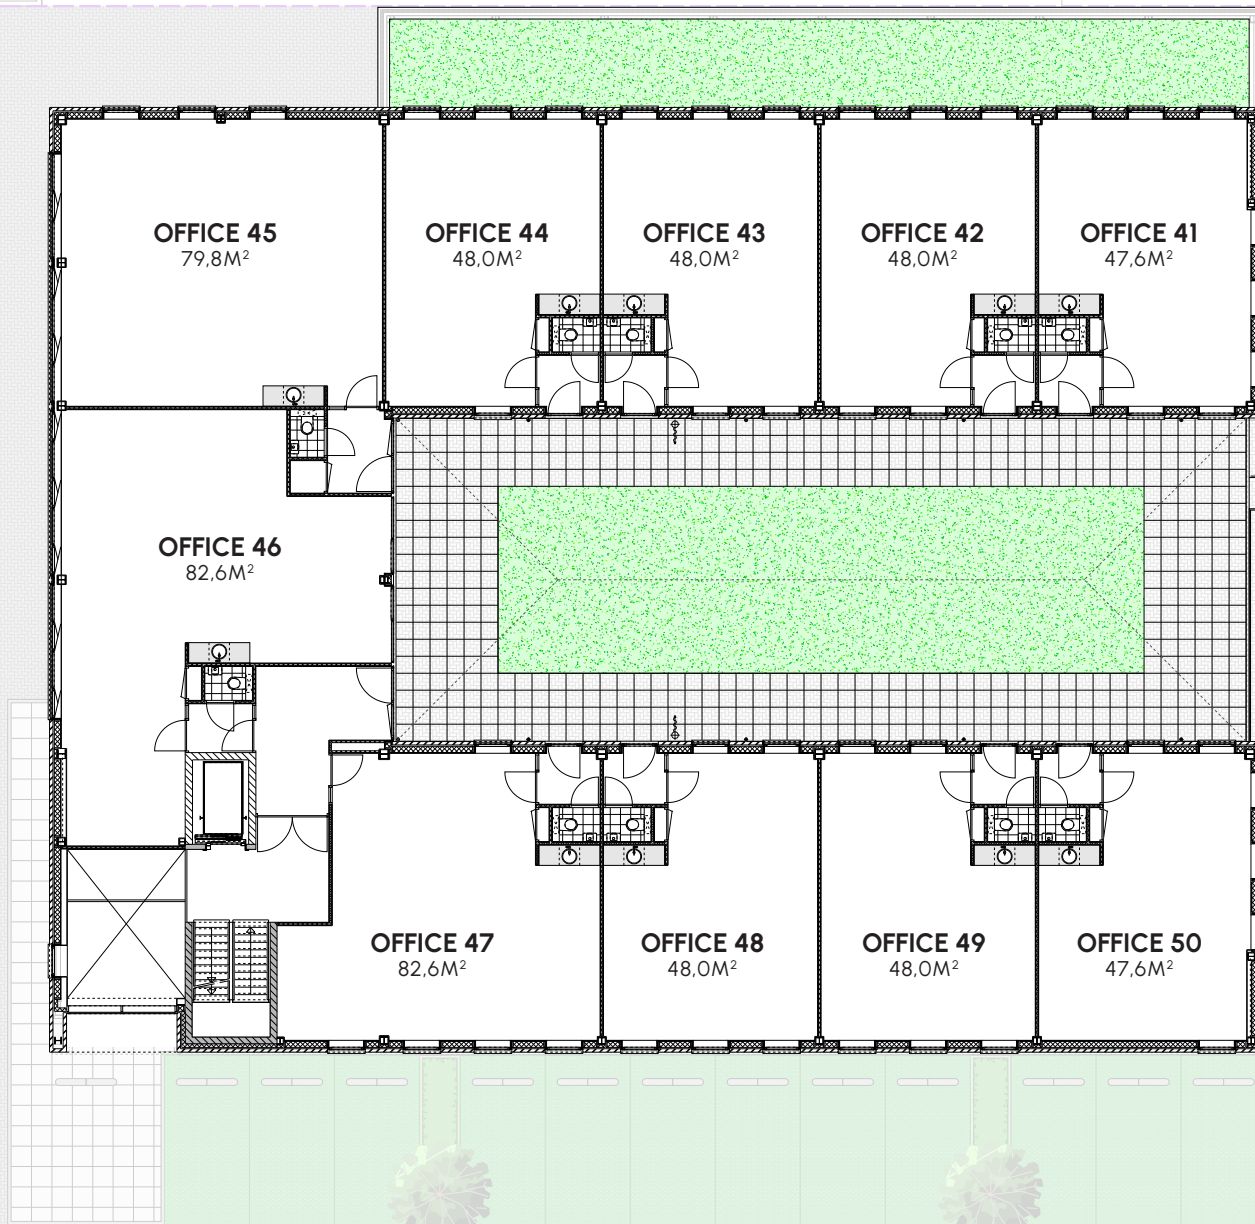 OFFICE 45
79,8M²
OFFICE 44
48,0M²
OFFICE 43
48,0M²
OFFICE 42
48,0M²
OFFICE 41
47,6M²
OFFICE 46
82,6M²
OFFICE 47
82,6M²
OFFICE 48
48,0M²
OFFICE 49
48,0M²
OFFICE 50
47,6M²